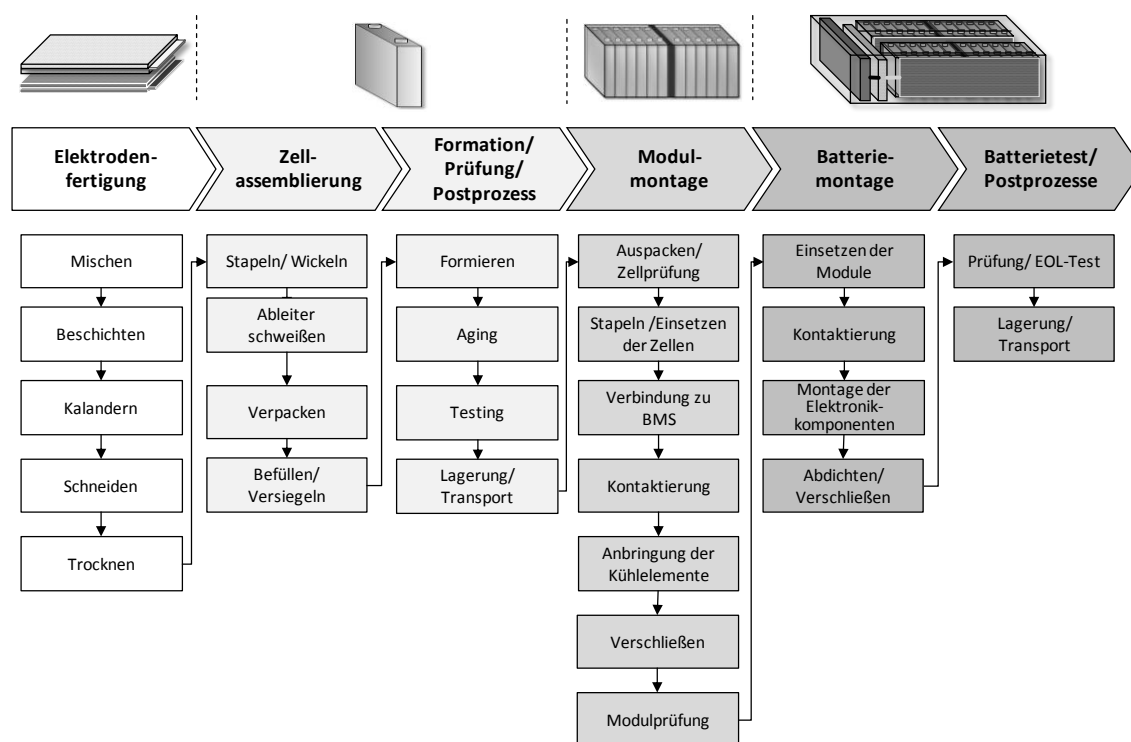 Elektroden-
fertigung
Zell-
assemblierung
Formation/
Prüfung/
Postprozess
Modul-
montage
Batterie-
montage
Batterietest/
Postprozesse
Mischen
Beschichten
Kalandern
Schneiden
Trocknen
Stapeln/ Wickeln
Ableiter
schweißen
Verpacken
Befüllen/
Versiegeln
Formieren
Aging
Testing
Lagerung/
Transport
Auspacken/
Zellprüfung
Stapeln /Einsetzen
der Zellen
Verbindung zu
BMS
Kontaktierung
Anbringung der
Kühlelemente
Verschließen
Modulprüfung
Einsetzen der
Module
Kontaktierung
Montage der
Elektronik-
komponenten
Abdichten/
Verschließen
Prüfung/ EOL-Test
Lagerung/
Transport